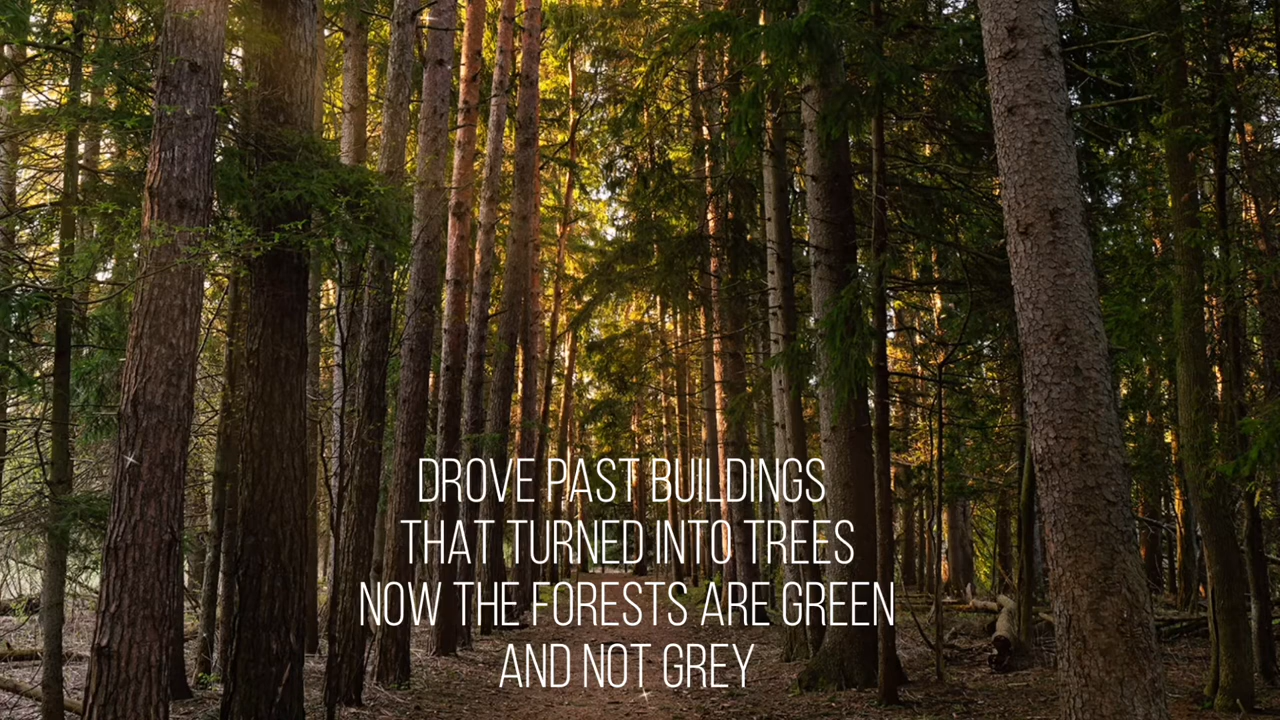 DROVE PAST BUILDINGS
THAT TURNED INTO TREES
NOW THE FORESTS ARE GREEN
AND NOT GREY